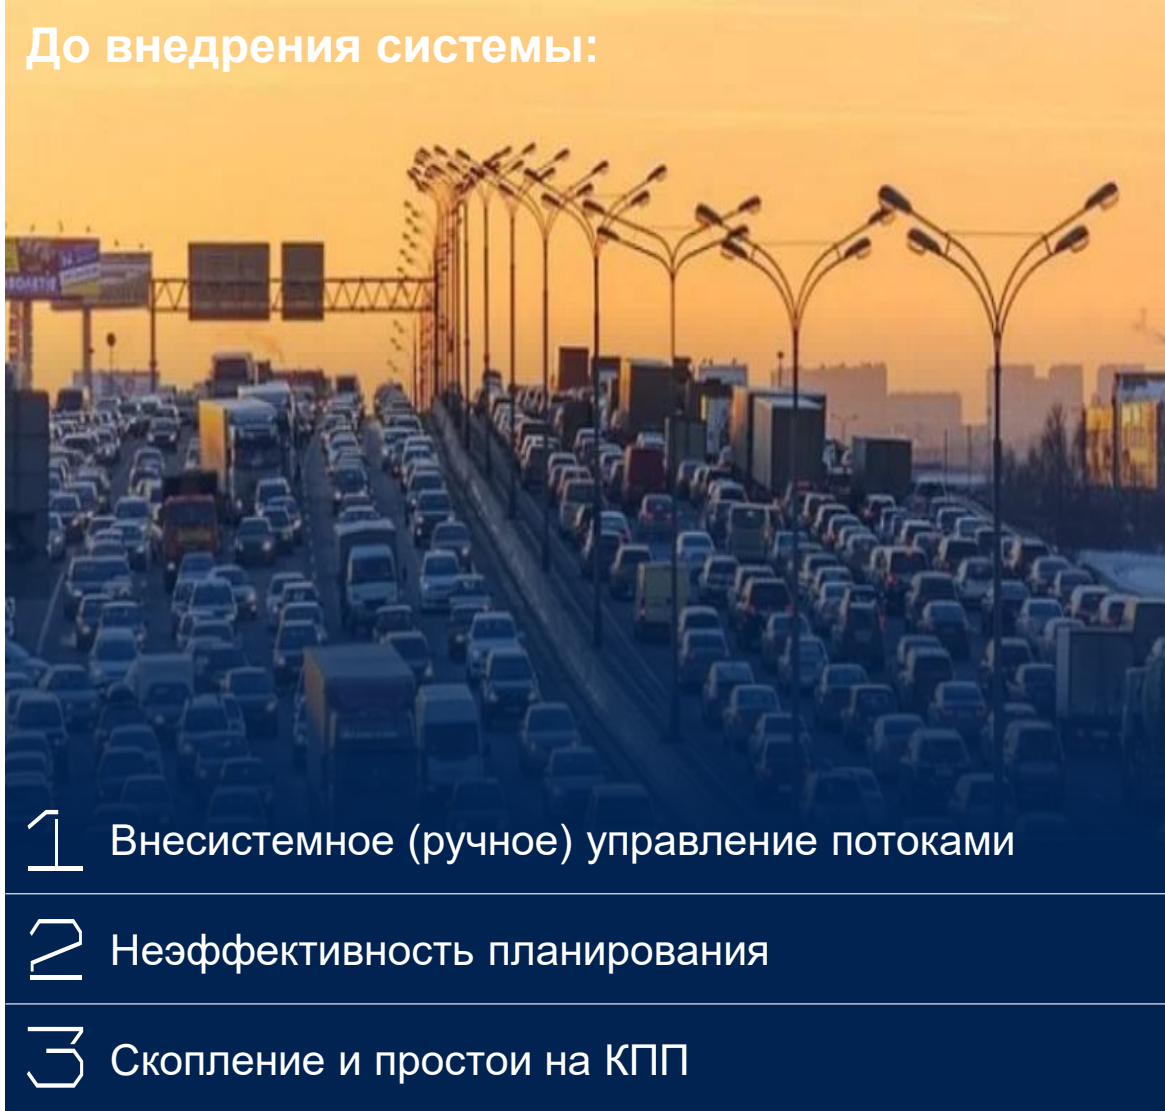 До внедрения системы:
1 Внесистемное (ручное) управление потоками
2 Неэффективность планирования
3 Скопление и простои на КПП